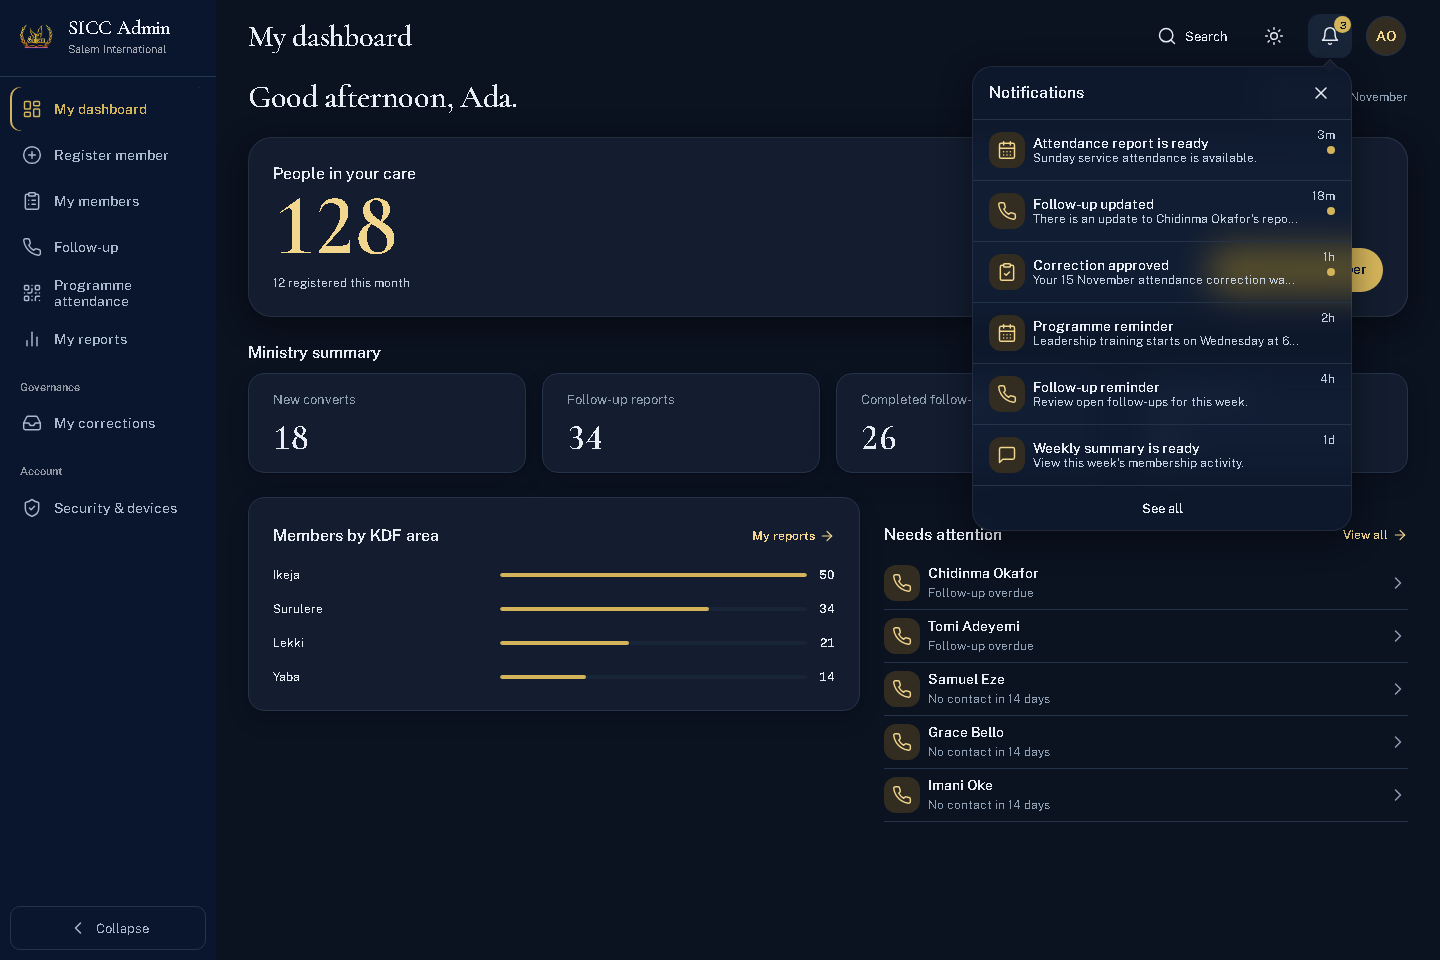 SICC Admin
Salem International
My dashboard
Register member
My members
Follow-up
Programme
attendance
My reports
Governance
My corrections
Account
Security & devices
Collapse
My dashboard
Search
3
AO
Good afternoon, Ada.
November
People in your care
128
12 registered this month
Ministry summary
New converts
18
Follow-up reports
34
Completed follow-
26
Members by KDF area
My reports
Ikeja
50
Surulere
34
Lekki
21
Yaba
14
Notifications
Attendance report is ready
3m
Sunday service attendance is available.
Follow-up updated
18m
There is an update to Chidinma Okafor's repo...
Correction approved
1h
Your 15 November attendance correction wa...
Programme reminder
2h
Leadership training starts on Wednesday at 6...
Follow-up reminder
4h
Review open follow-ups for this week.
Weekly summary is ready
1d
View this week's membership activity.
See all
Needs attention
View all
Chidinma Okafor
Follow-up overdue
Tomi Adeyemi
Follow-up overdue
Samuel Eze
No contact in 14 days
Grace Bello
No contact in 14 days
Imani Oke
No contact in 14 days